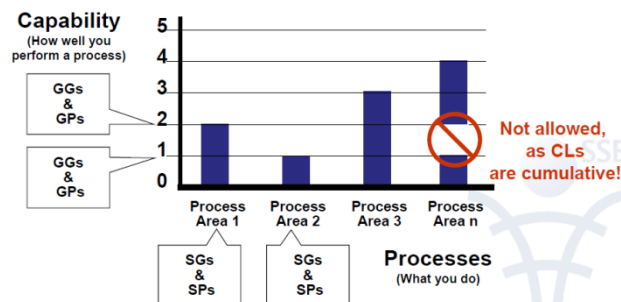 Capability
(How well you
perform a process)
GGs
&
GPs
GGs
&
GPs
5
4
3
2
1
0
Not allowed,
as CLs
are cumulative!
SSE
Process
Area 1
Process
Area 2
Process
Area 3
Process
Area n
SGs
&
SPs
SGs
&
SPs
Processes
(What you do)